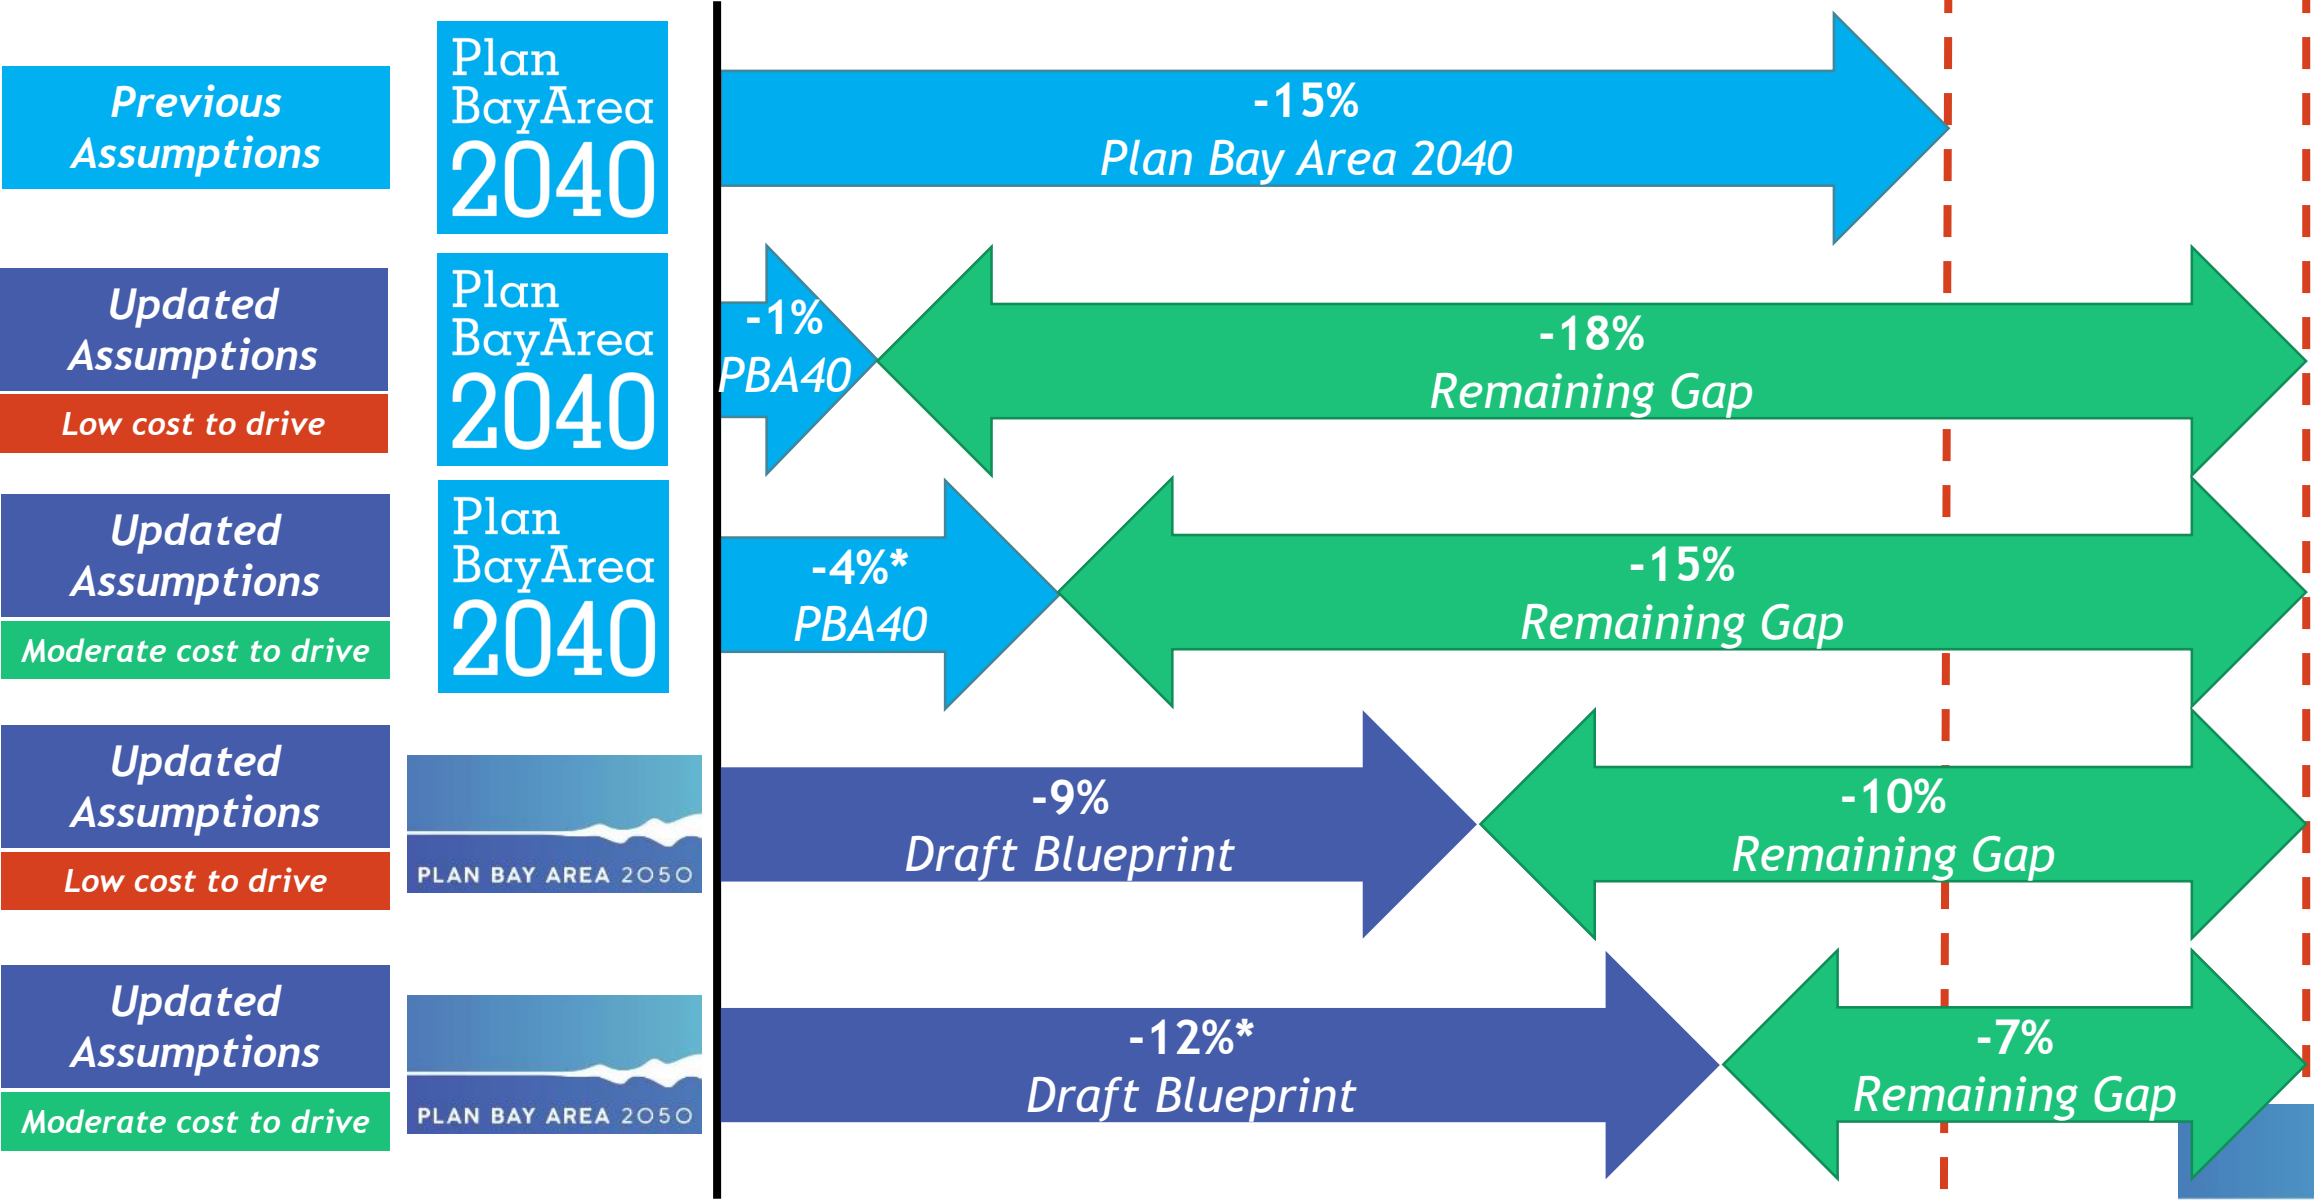 Previous
Assumptions
Plan
BayArea
2040
-15%
Plan Bay Area 2040
Updated
Assumptions
Low cost to drive
Plan
BayArea
2040
-1%
PBA40
-18%
Remaining Gap
Updated
Assumptions
Moderate cost to drive
Plan
BayArea
2040
-4%*
PBA40
-15%
Remaining Gap
Updated
Assumptions
Low cost to drive
PLAN BAY AREA 2050
-9%
Draft Blueprint
-10%
Remaining Gap
Updated
Assumptions
Moderate cost to drive
PLAN BAY AREA 2050
-12%*
Draft Blueprint
-7%
Remaining Gap